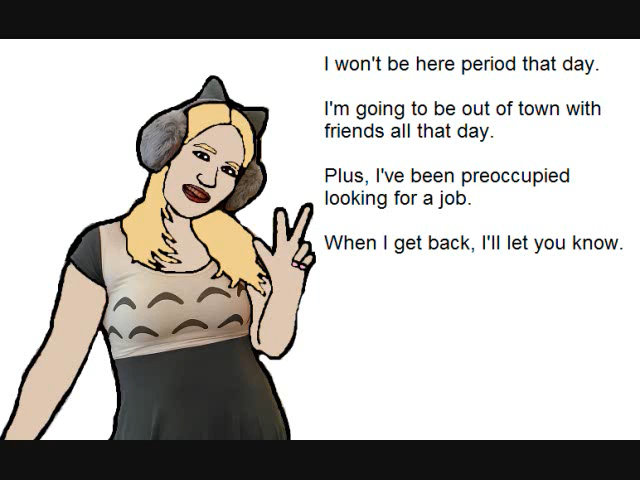 I won't be here period that day.
I'm going to be out of town with
friends all that day.
Plus, I've been preoccupied
looking for a job.
When I get back, I'll let you know.